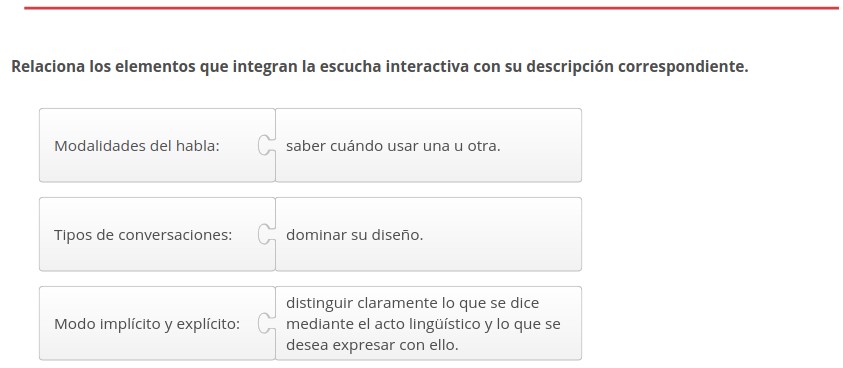 Relaciona los elementos que integran la escucha interactiva con su descripción correspondiente.
Modalidades del habla:
saber cuándo usar una u otra.
Tipos de conversaciones:
dominar su diseño.
Modo implícito y explícito:
distinguir claramente lo que se dice
mediante el acto lingüístico y lo que se
desea expresar con ello.